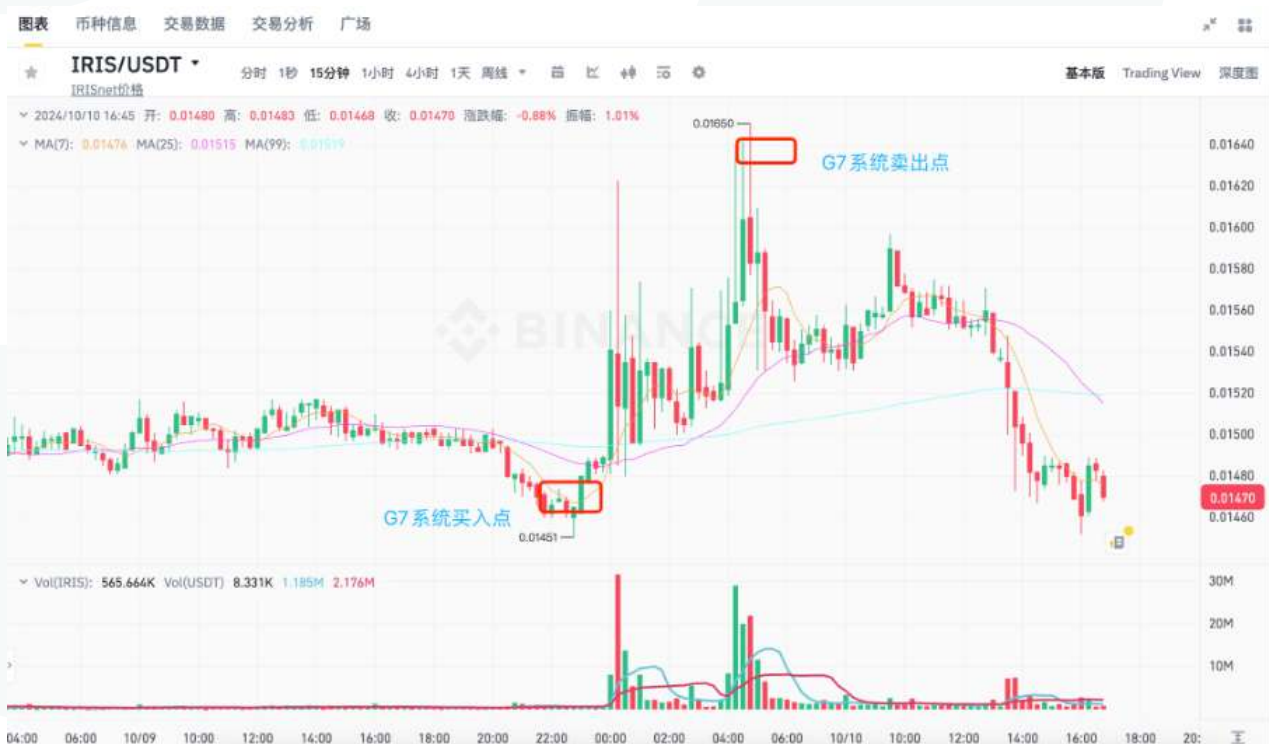 图表 币种信息 交易数据 交易分析 广场
IRIS/USDT
IRISnet价格
分时 1秒 15分钟 1小时 4小时 1天 周线
基本版 Trading View 深度图
2024/10/10 16:45 开: 0.01480 高: 0.01483 低: 0.01468 收: 0.01470 涨跌幅: -0.88% 振幅: 1.01%
MA(7): 0.01476 MA(25): 0.01515 MA(99): 0.01519
0.01650
G7系统卖出点
BINANCE
G7系统买入点
0.01451
0.01640
0.01620
0.01600
0.01580
0.01560
0.01540
0.01520
0.01500
0.01480
0.01470
0.01460
Vol(IRIS): 565.664K Vol(USDT) 8.331K 1.185M 2.176M
30M
20M
10M
04:00 06:00 10/09 10:00 12:00 14:00 16:00 18:00 20:00 22:00 00:00 02:00 04:00 06:00 10/10 10:00 12:00 14:00 16:00 18:00 20: